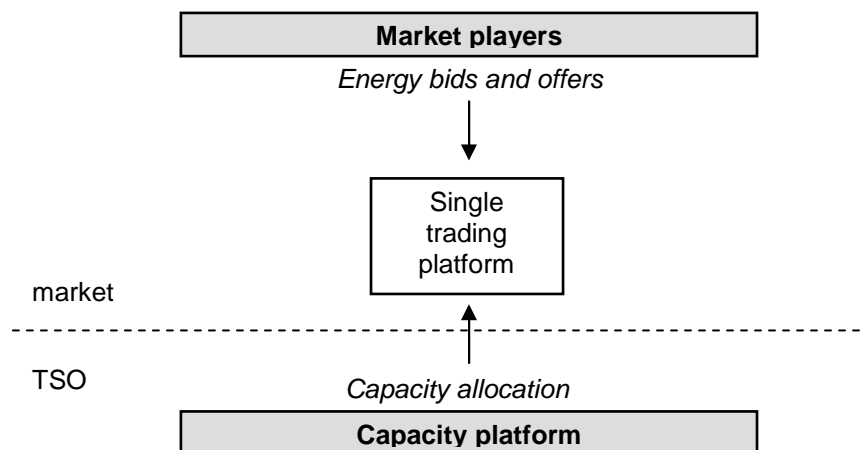 Market players
Energy bids and offers
Single
trading
platform
market
TSO
Capacity allocation
Capacity platform